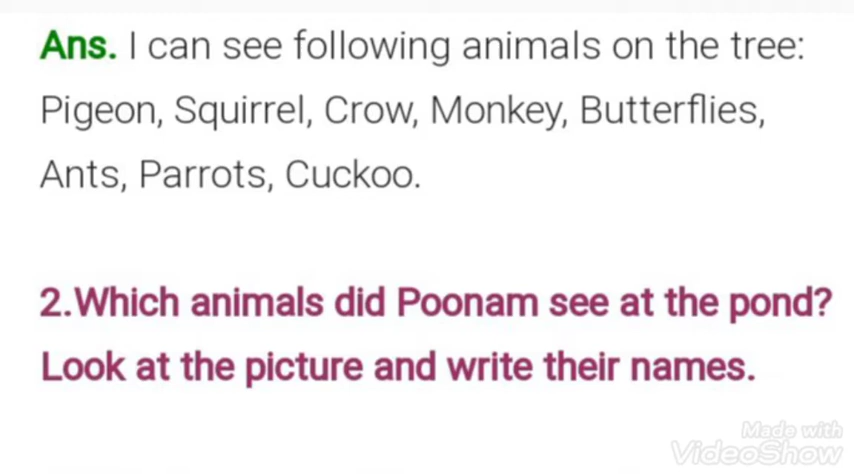 Ans. I can see following animals on the tree:
Pigeon, Squirrel, Crow, Monkey, Butterflies,
Ants, Parrots, Cuckoo.
2.Which animals did Poonam see at the pond?
Look at the picture and write their names.
Made with
VideoShow